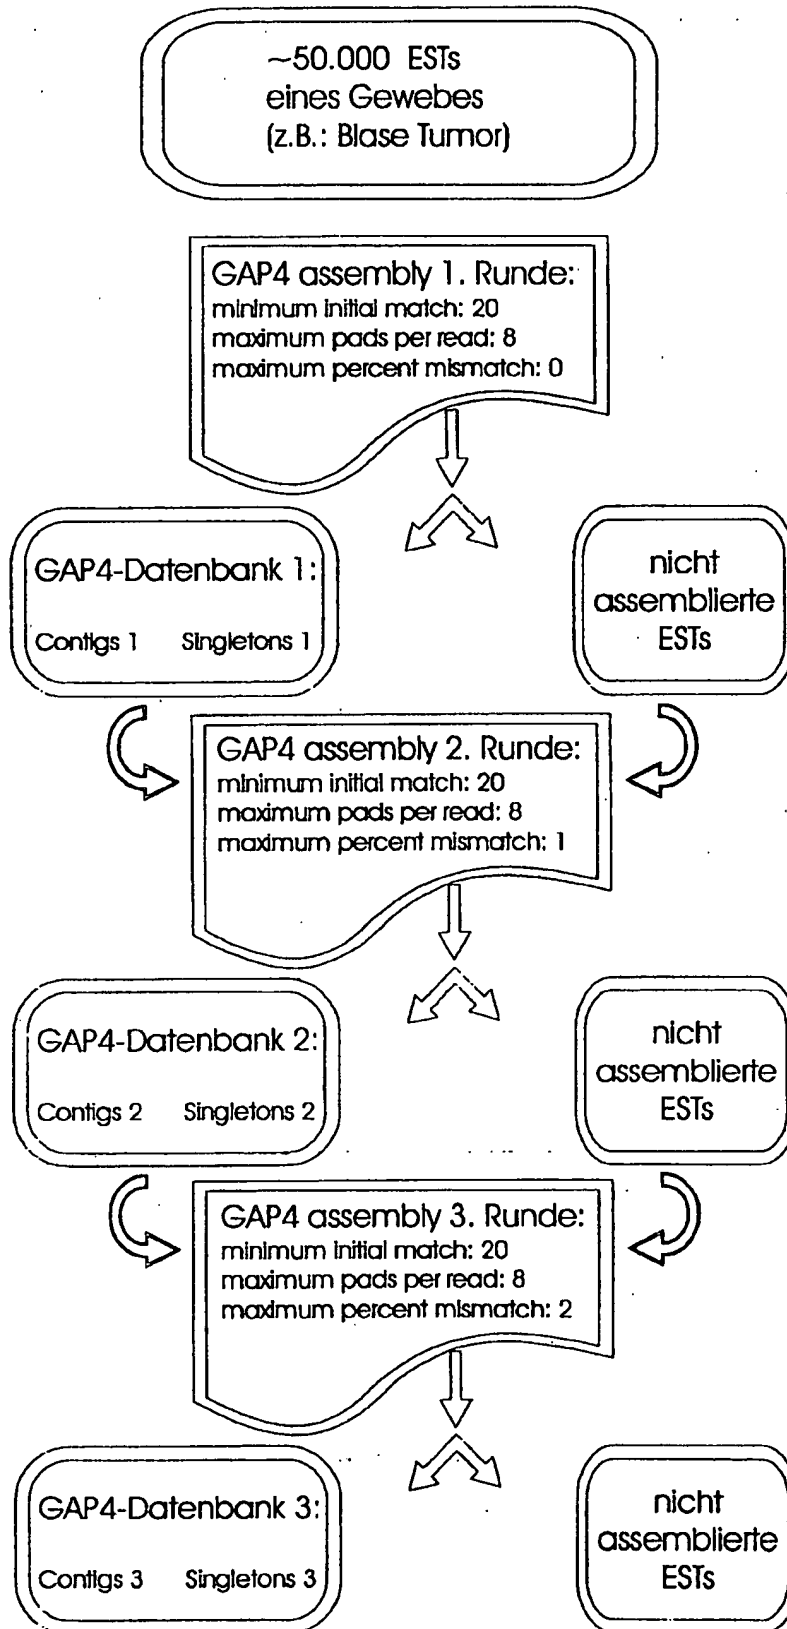 ~50.000 ESTs
eines Gewebes
(z.B.: Blase Tumor)
GAP4 assembly 1. Runde:
minimum initial match: 20
maximum pads per read: 8
maximum percent mismatch: 0
GAP4-Datenbank 1:
Contigs 1 Singletons 1
nicht
assemblierte
ESTs
GAP4 assembly 2. Runde:
minimum initial match: 20
maximum pads per read: 8
maximum percent mismatch: 1
GAP4-Datenbank 2:
Contigs 2 Singletons 2
nicht
assemblierte
ESTs
GAP4 assembly 3. Runde:
minimum initial match: 20
maximum pads per read: 8
maximum percent mismatch: 2
GAP4-Datenbank 3:
Contigs 3 Singletons 3
nicht
assemblierte
ESTs